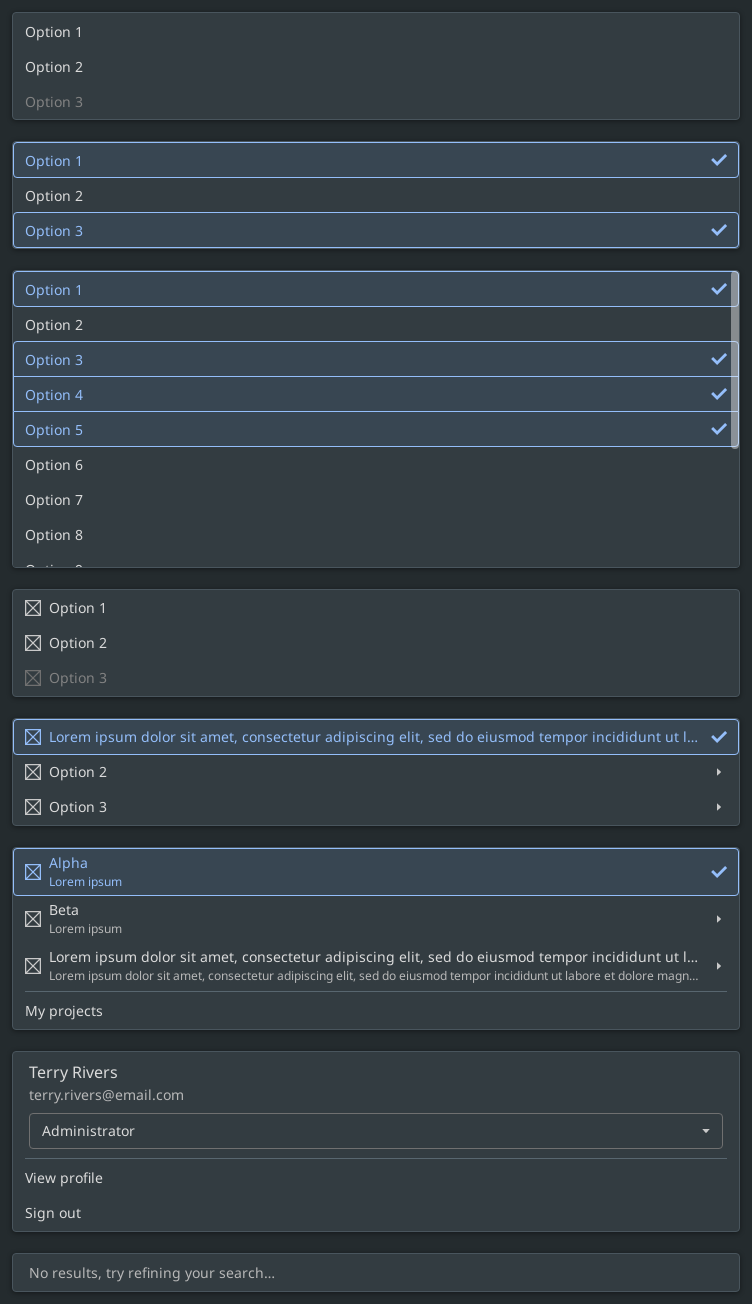 Option 1
Option 2
Option 3
Option 1
Option 2
Option 3
Option 1
Option 2
Option 3
Option 4
Option 5
Option 6
Option 7
Option 8
Option 1
Option 2
Option 3
Lorem ipsum dolor sit amet, consectetur adipiscing elit, sed do eiusmod tempor incididunt ut l...
Option 2
Option 3
Alpha
Lorem ipsum
Beta
Lorem ipsum
Lorem ipsum dolor sit amet, consectetur adipiscing elit, sed do eiusmod tempor incididunt ut l...
Lorem ipsum dolor sit amet, consectetur adipiscing elit, sed do eiusmod tempor incididunt ut labore et dolore magn...
My projects
Terry Rivers
terry.rivers@email.com
Administrator
View profile
Sign out
No results, try refining your search...